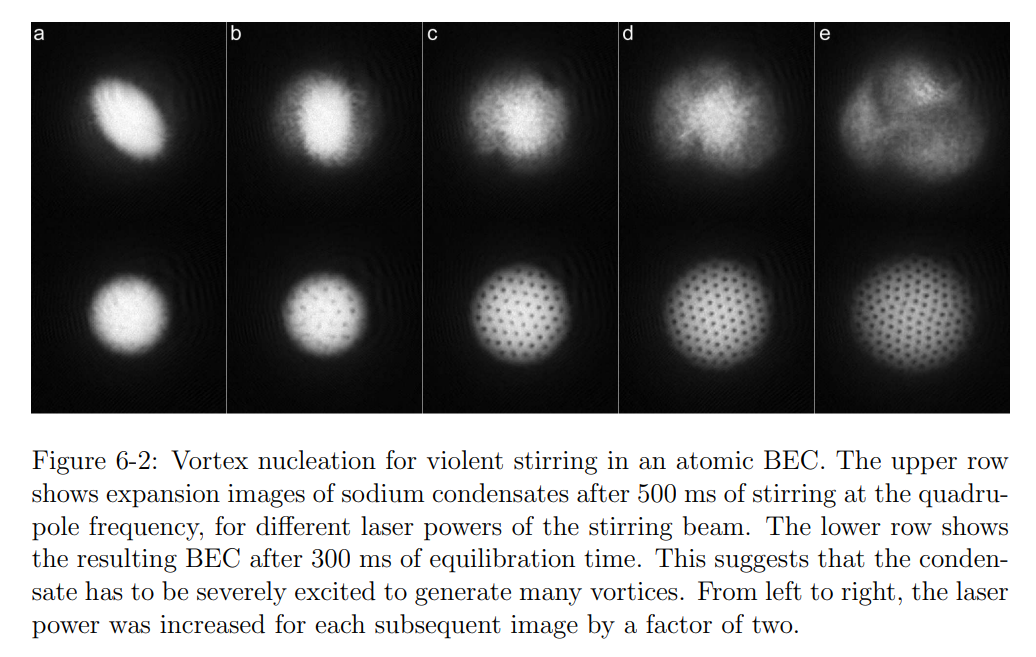 a
b
c
d
e
Figure 6-2: Vortex nucleation for violent stirring in an atomic BEC. The upper row
shows expansion images of sodium condensates after 500 ms of stirring at the quadru-
pole frequency, for different laser powers of the stirring beam. The lower row shows
the resulting BEC after 300 ms of equilibration time. This suggests that the conden-
sate has to be severely excited to generate many vortices. From left to right, the laser
power was increased for each subsequent image by a factor of two.